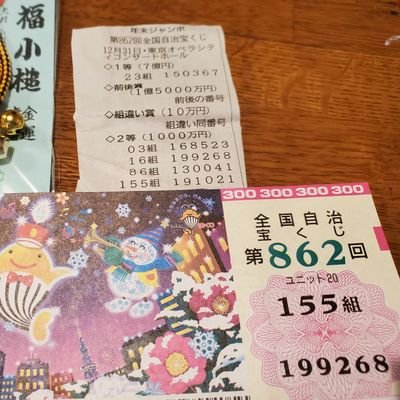 福小槌
金運
年末ジャンボ
第862回全国自治宝くじ
12月31日・東京オペラシティ
ィコンサートホール
◇1等(7億円)
23組 150367
◇前後賞
(1億5000万円)
前後の番号
◇組違い賞(10万円)
組違い同番号
◇2等(1000万円)
03組 168523
16組 199268
86組 130041
155組 191021
300 300 300 300
全国自治
宝くじ
第862回
ユニット20
155組
199268